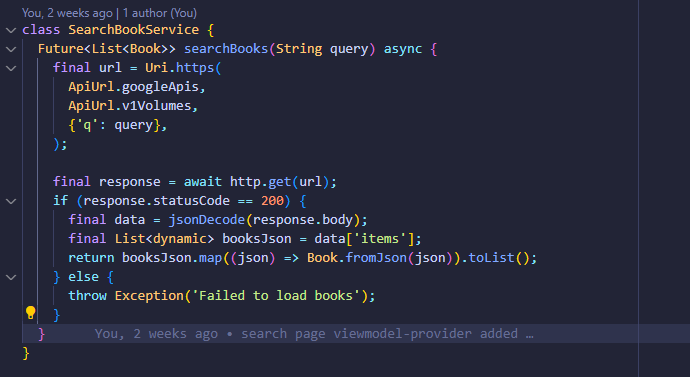 You, 2 weeks ago | 1 author (You)
class SearchBookService {
  Future<List<Book>> searchBooks(String query) async {
    final url = Uri.https(
      ApiUrl.googleApis,
      ApiUrl.v1Volumes,
      {'q': query},
    );

    final response = await http.get(url);
    if (response.statusCode == 200) {
      final data = jsonDecode(response.body);
      final List<dynamic> booksJson = data['items'];
      return booksJson.map((json) => Book.fromJson(json)).toList();
    } else {
      throw Exception('Failed to load books');
    }
  }     You, 2 weeks ago • search page viewmodel-provider added …
}